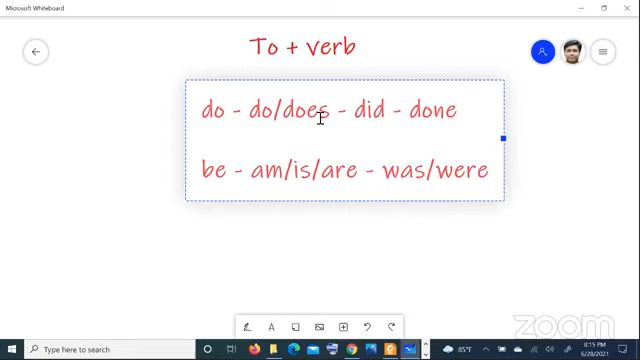 Microsoft Whiteboard
To + verb
do - do/does - did - done
be - am/is/are - was/were
zoom
Type here to search
85°F
8:15 PM
6/28/2021